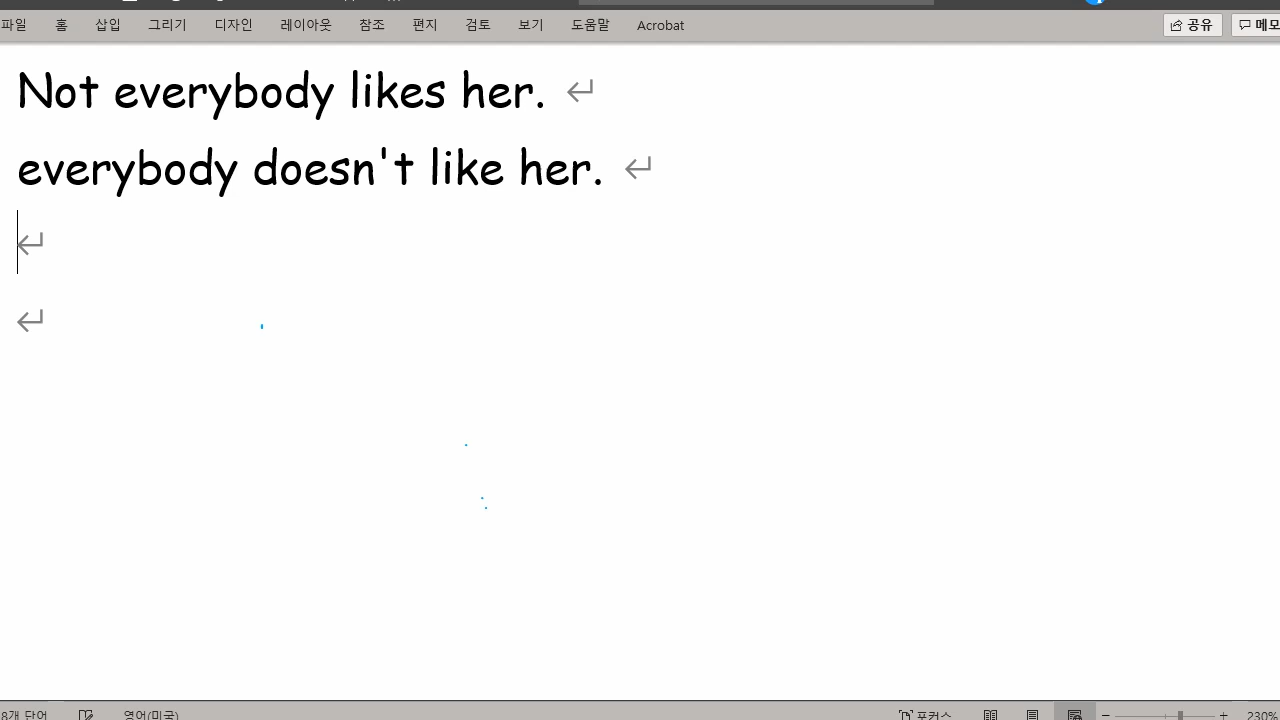 파일 홈 삽입 그리기 디자인 레이아웃 참조 편지 검토 보기 도움말 Acrobat 공유 메모
Not everybody likes her.
everybody doesn't like her.
8개 단어 영어(미국) 포커스 230%